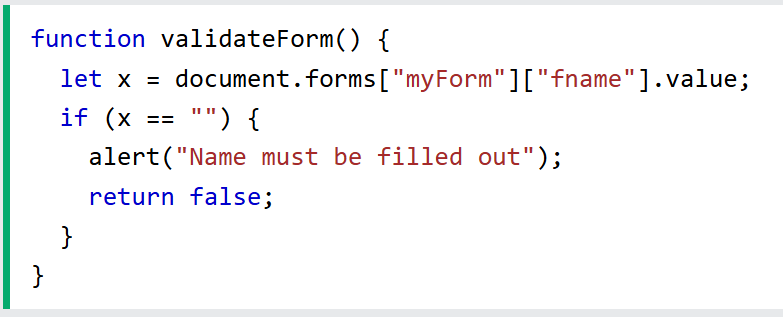 function validateForm() {
  let x = document.forms["myForm"]["fname"].value;
  if (x == "") {
    alert("Name must be filled out");
    return false;
  }
}